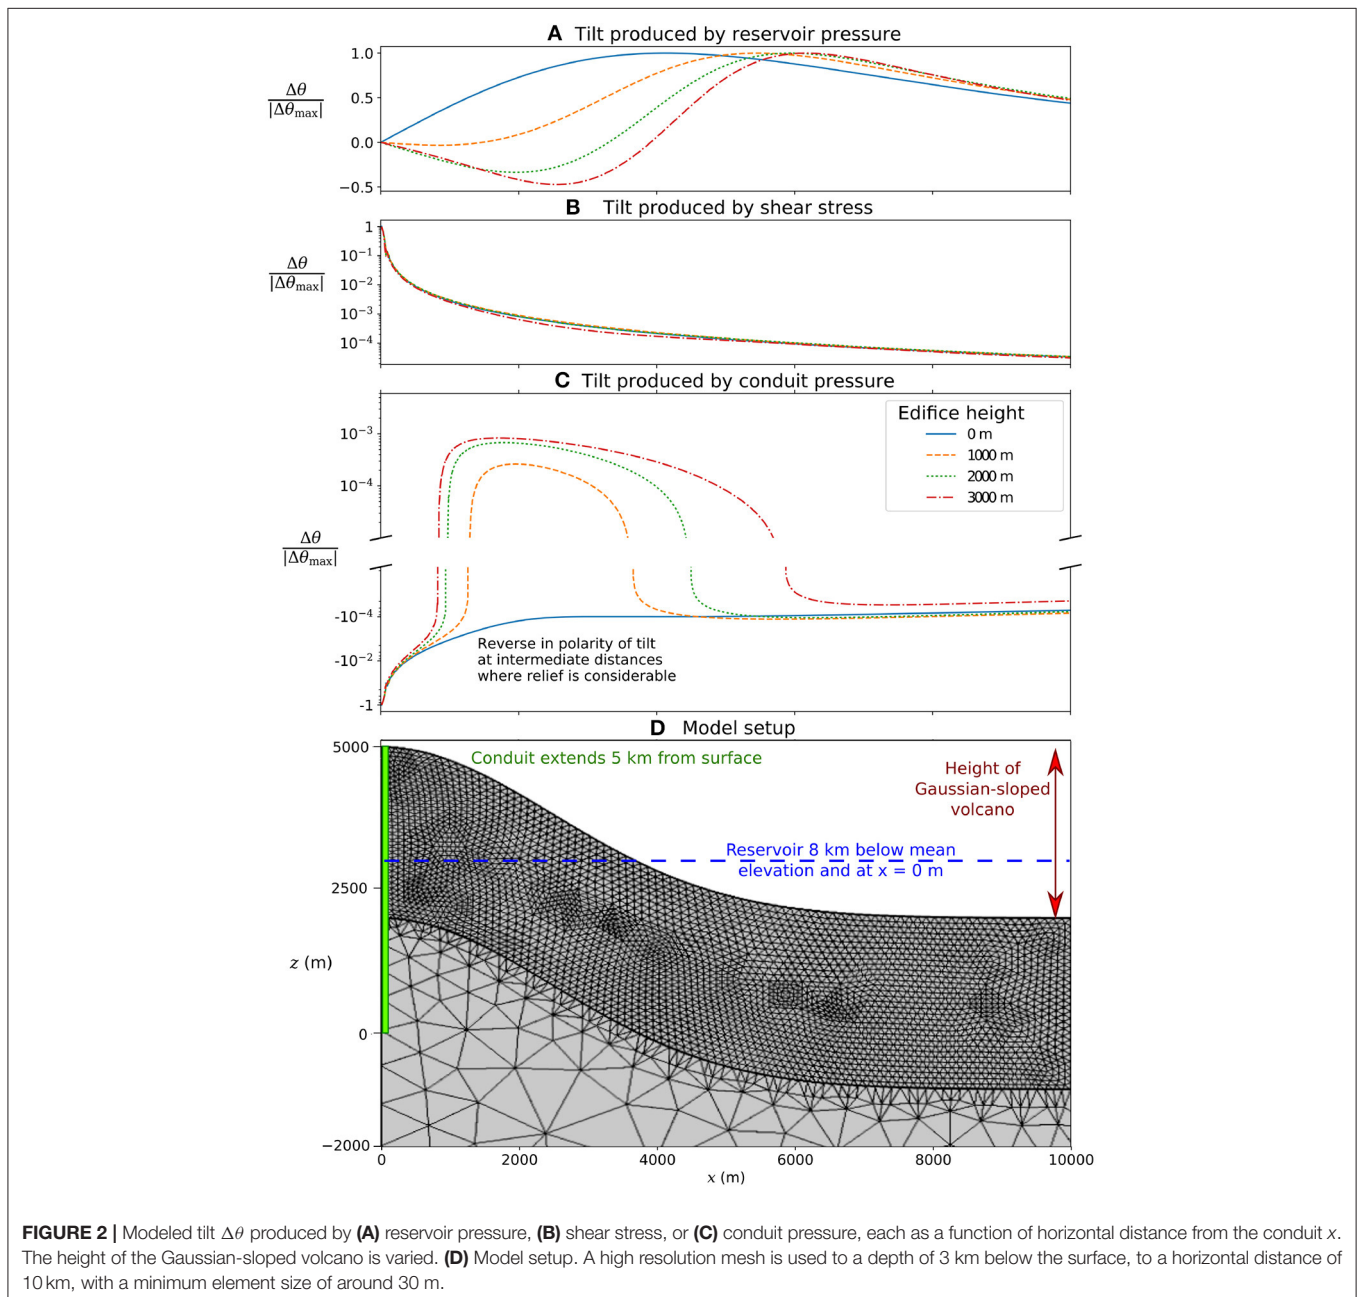 A Tilt produced by reservoir pressure
Δθ
|Δθmax|
1.0
0.5
0.0
−0.5
B Tilt produced by shear stress
Δθ
|Δθmax|
1
10⁻¹
10⁻²
10⁻³
10⁻⁴
C Tilt produced by conduit pressure
Edifice height
0 m
1000 m
2000 m
3000 m
10⁻³
10⁻⁴
Δθ
|Δθmax|
-10⁻⁴
-10⁻²
-1
Reverse in polarity of tilt
at intermediate distances
where relief is considerable
D Model setup
Conduit extends 5 km from surface
Height of
Gaussian-sloped
volcano
Reservoir 8 km below mean
elevation and at x = 0 m
5000
2500
z (m)
0
−2000
0 2000 4000 6000 8000 10000
x (m)
FIGURE 2 | Modeled tilt Δθ produced by (A) reservoir pressure, (B) shear stress, or (C) conduit pressure, each as a function of horizontal distance from the conduit x.
The height of the Gaussian-sloped volcano is varied. (D) Model setup. A high resolution mesh is used to a depth of 3 km below the surface, to a horizontal distance of
10 km, with a minimum element size of around 30 m.